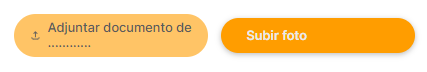 Adjuntar documento de
............
Subir foto